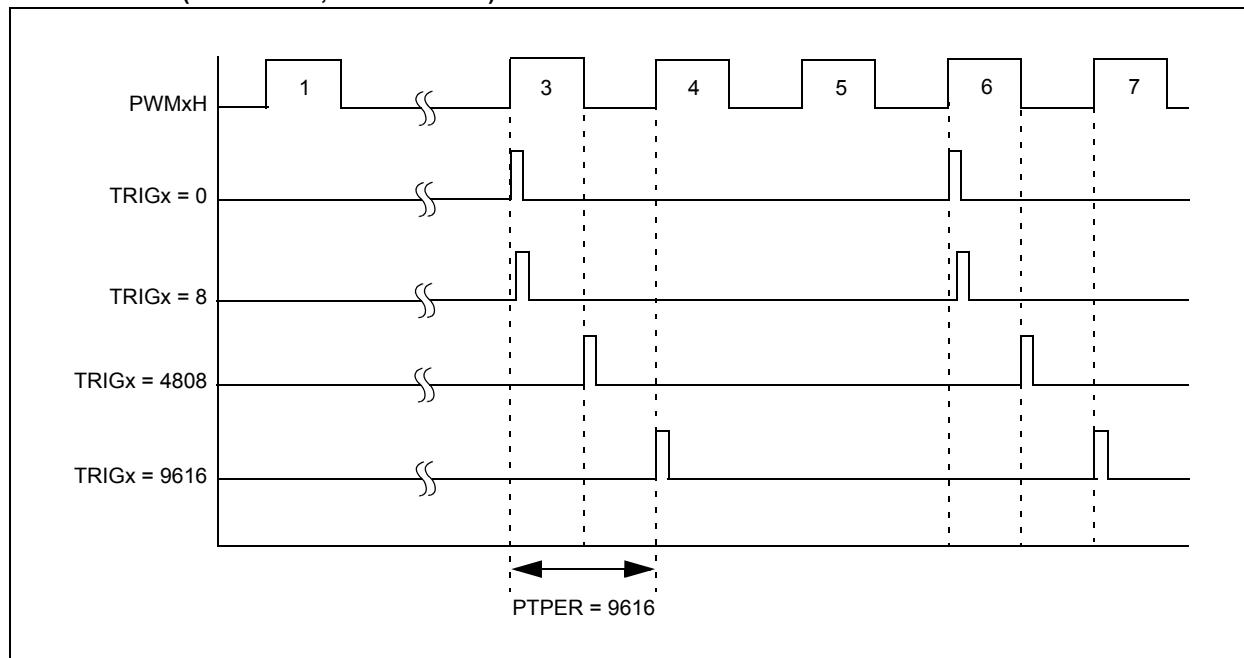 PWMxH
1
3
4
5
6
7
TRIGx = 0
TRIGx = 8
TRIGx = 4808
TRIGx = 9616
PTPER = 9616